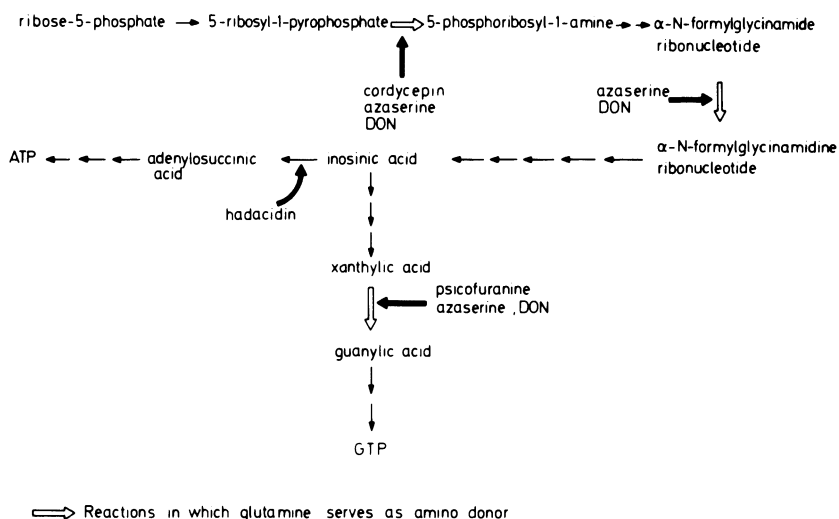 ribose-5-phosphate 5-ribosyl-1-pyrophosphate 5-phosphoribosyl-1-amine α-N-formylglycinamide
ribonucleotide
cordycepin
azaserine
DON
azaserine
DON
ATP adenylosuccinic inosinic acid α-N-formylglycinamidine
acid ribonucleotide
hadacidin
xanthylic acid
psicofuranine
azaserine , DON
guanylic acid
GTP
Reactions in which glutamine serves as amino donor